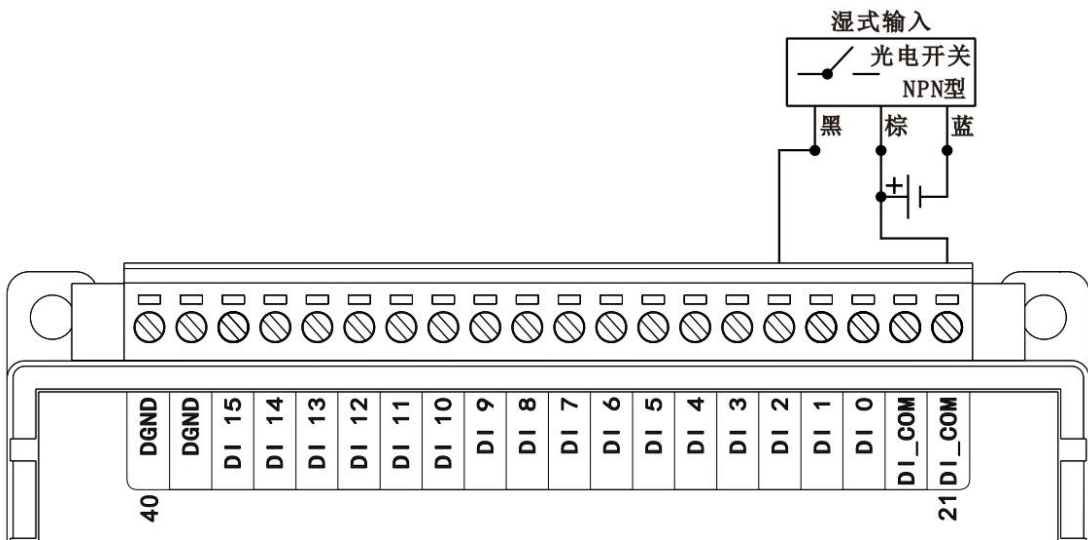 湿式输入
光电开关
NPN型
黑
棕
蓝
+
DGND
DGND
DI 15
DI 14
DI 13
DI 12
DI 11
DI 10
DI 9
DI 8
DI 7
DI 6
DI 5
DI 4
DI 3
DI 2
DI 1
DI 0
DI_COM
DI_COM
40
21